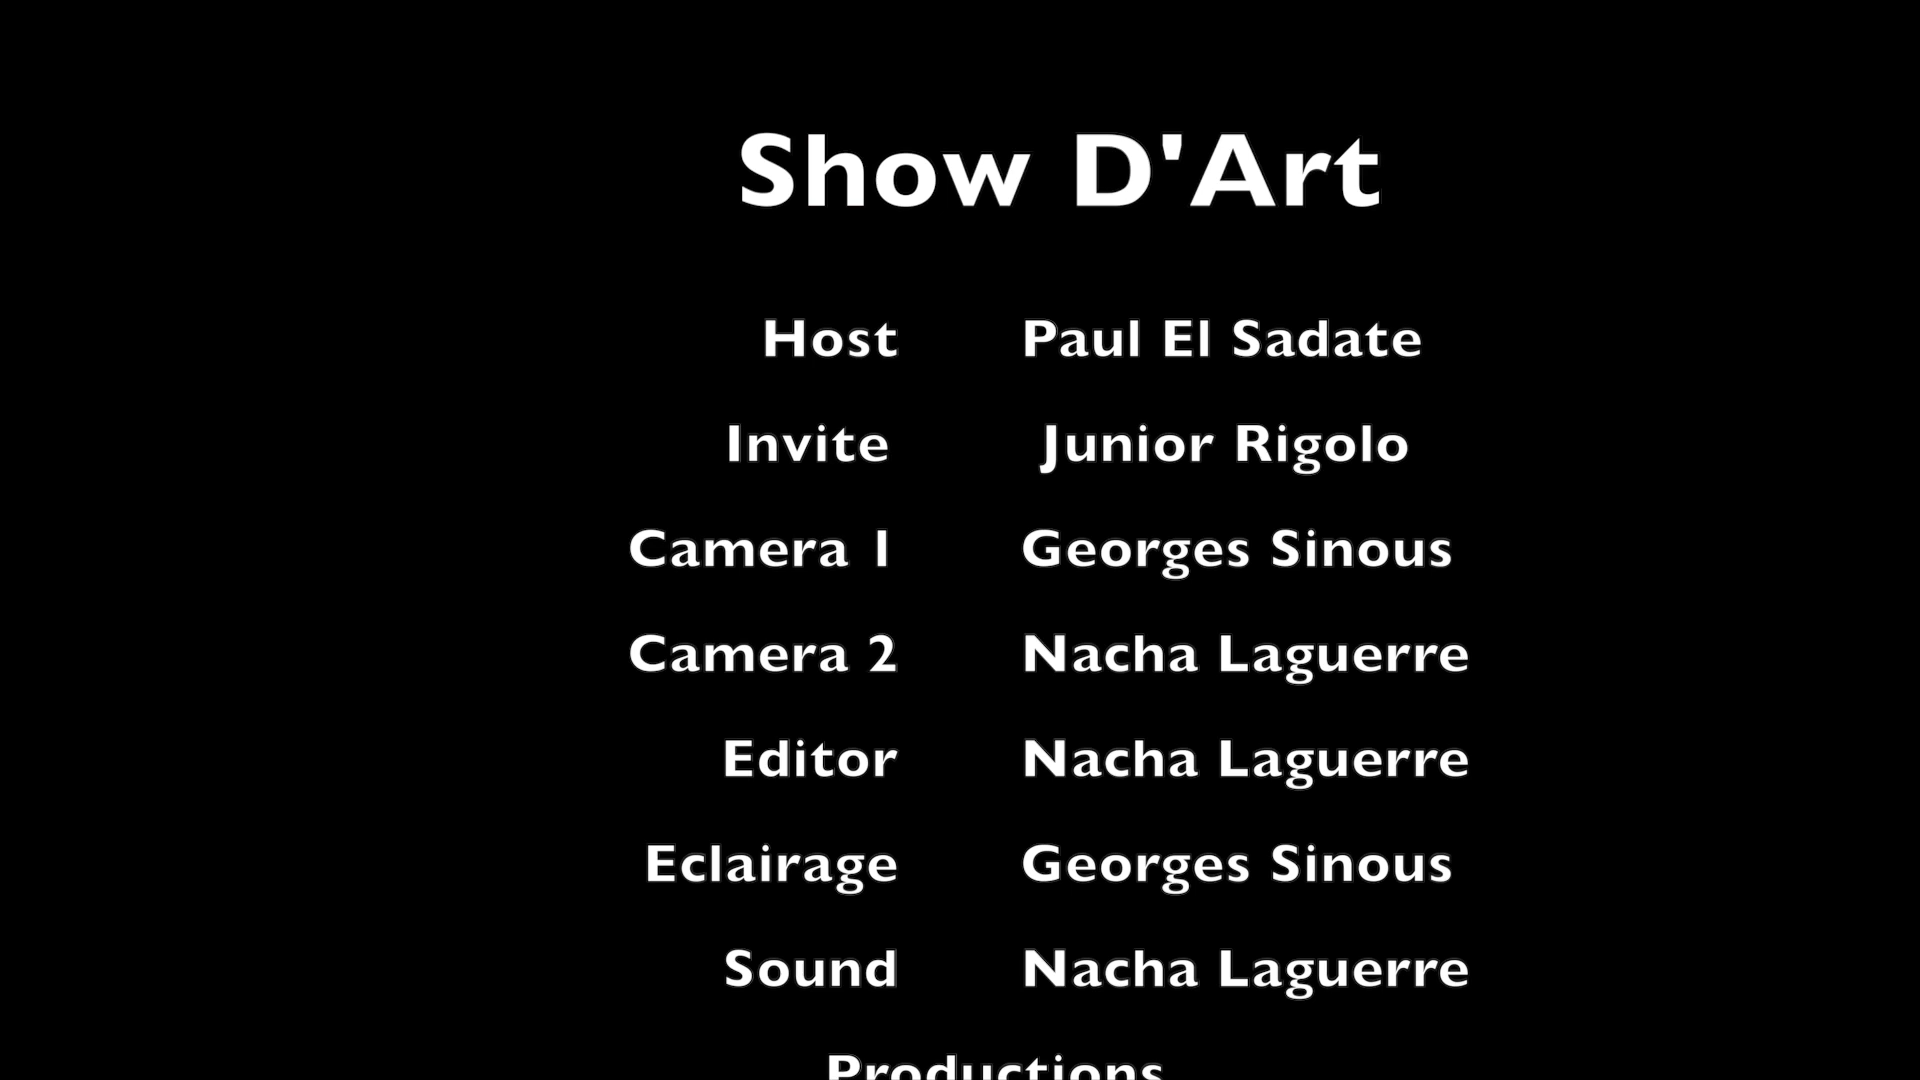 Show D'Art
Host Paul El Sadate
Invite Junior Rigolo
Camera 1 Georges Sinous
Camera 2 Nacha Laguerre
Editor Nacha Laguerre
Eclairage Georges Sinous
Sound Nacha Laguerre
Productions